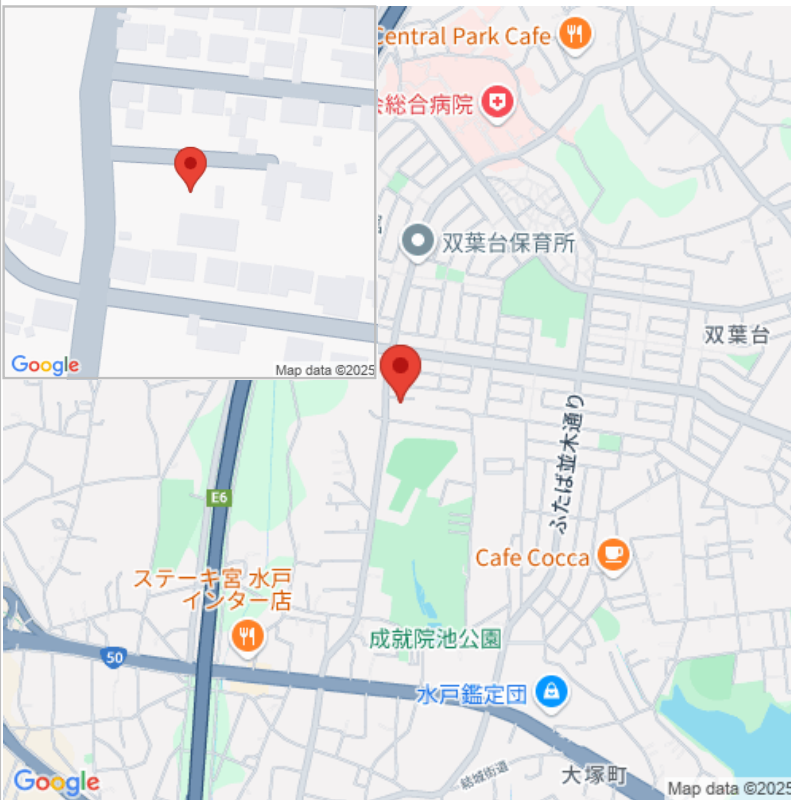 Central Park Cafe
会総合病院
双葉台保育所
双葉台
Google
Map data ©2025
ふたば並木通り
E6
Cafe Cocca
ステーキ宮 水戸
インター店
成就院池公園
50
水戸鑑定団
結城街道
大塚町
Google
Map data ©2025